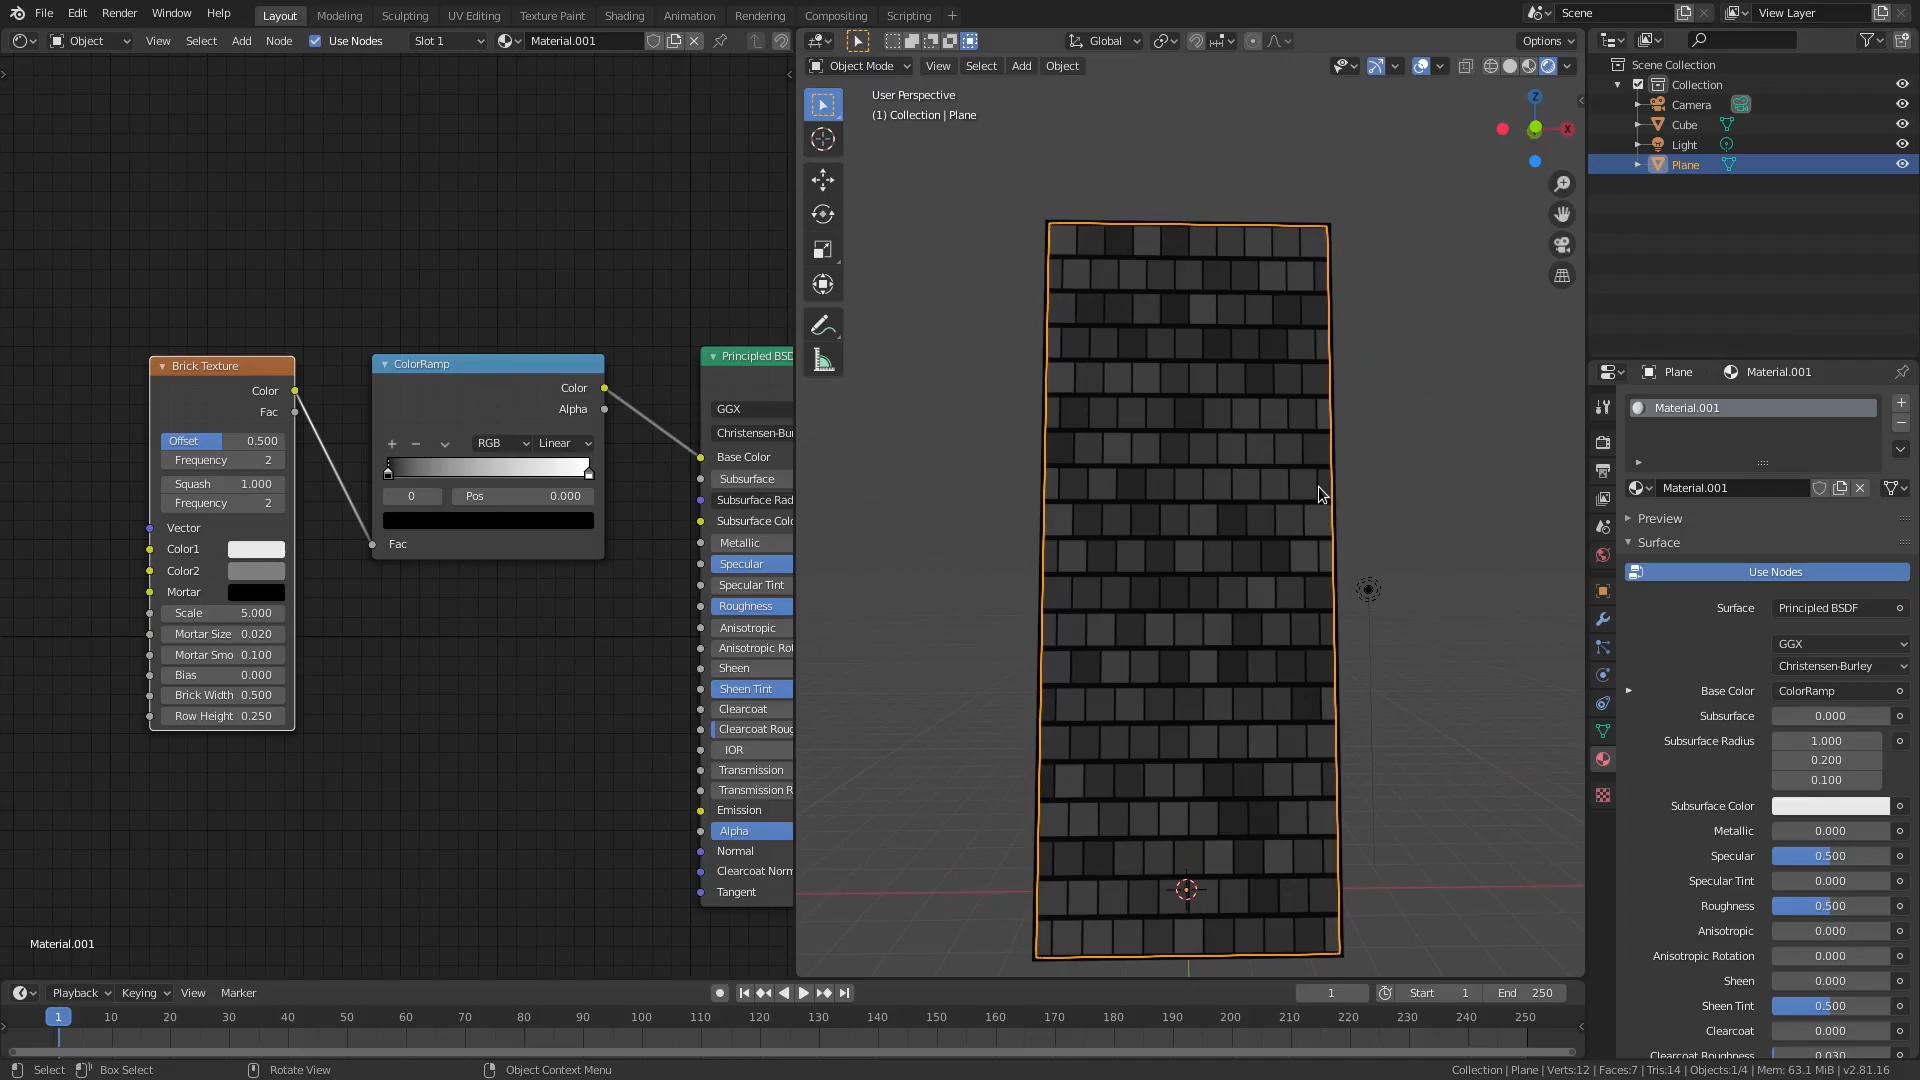 File Edit Render Window Help Layout Modeling Sculpting UV Editing Texture Paint Shading Animation Rendering Compositing Scripting + Scene View Layer
Object View Select Add Node Use Nodes Slot 1 Material.001
Global Options
Object Mode View Select Add Object
User Perspective
(1) Collection | Plane
Z
X
Scene Collection
Collection
Camera
Cube
Light
Plane
Brick Texture
Color
Fac
Offset 0.500
Frequency 2
Squash 1.000
Frequency 2
Vector
Color1
Color2
Mortar
Scale 5.000
Mortar Size 0.020
Mortar Smo 0.100
Bias 0.000
Brick Width 0.500
Row Height 0.250
ColorRamp
Color
Alpha
+ − RGB Linear
0 Pos 0.000
Fac
Principled BSD
GGX
Christensen-Bur
Base Color
Subsurface
Subsurface Rad
Subsurface Colo
Metallic
Specular
Specular Tint
Roughness
Anisotropic
Anisotropic Rot
Sheen
Sheen Tint
Clearcoat
Clearcoat Roug
IOR
Transmission
Transmission R
Emission
Alpha
Normal
Clearcoat Norm
Tangent
Material.001
Plane Material.001
Material.001
Material.001
Preview
Surface
Use Nodes
Surface Principled BSDF
GGX
Christensen-Burley
Base Color ColorRamp
Subsurface 0.000
Subsurface Radius 1.000
0.200
0.100
Subsurface Color
Metallic 0.000
Specular 0.500
Specular Tint 0.000
Roughness 0.500
Anisotropic 0.000
Anisotropic Rotation 0.000
Sheen 0.000
Sheen Tint 0.500
Clearcoat 0.000
Clearcoat Roughness 0.030
Playback Keying View Marker 1 Start 1 End 250
1 10 20 30 40 50 60 70 80 90 100 110 120 130 140 150 160 170 180 190 200 210 220 230 240 250
Select Box Select Rotate View Object Context Menu Collection | Plane | Verts:12 | Faces:7 | Tris:14 | Objects:1/4 | Mem: 63.1 MiB | v2.81.16